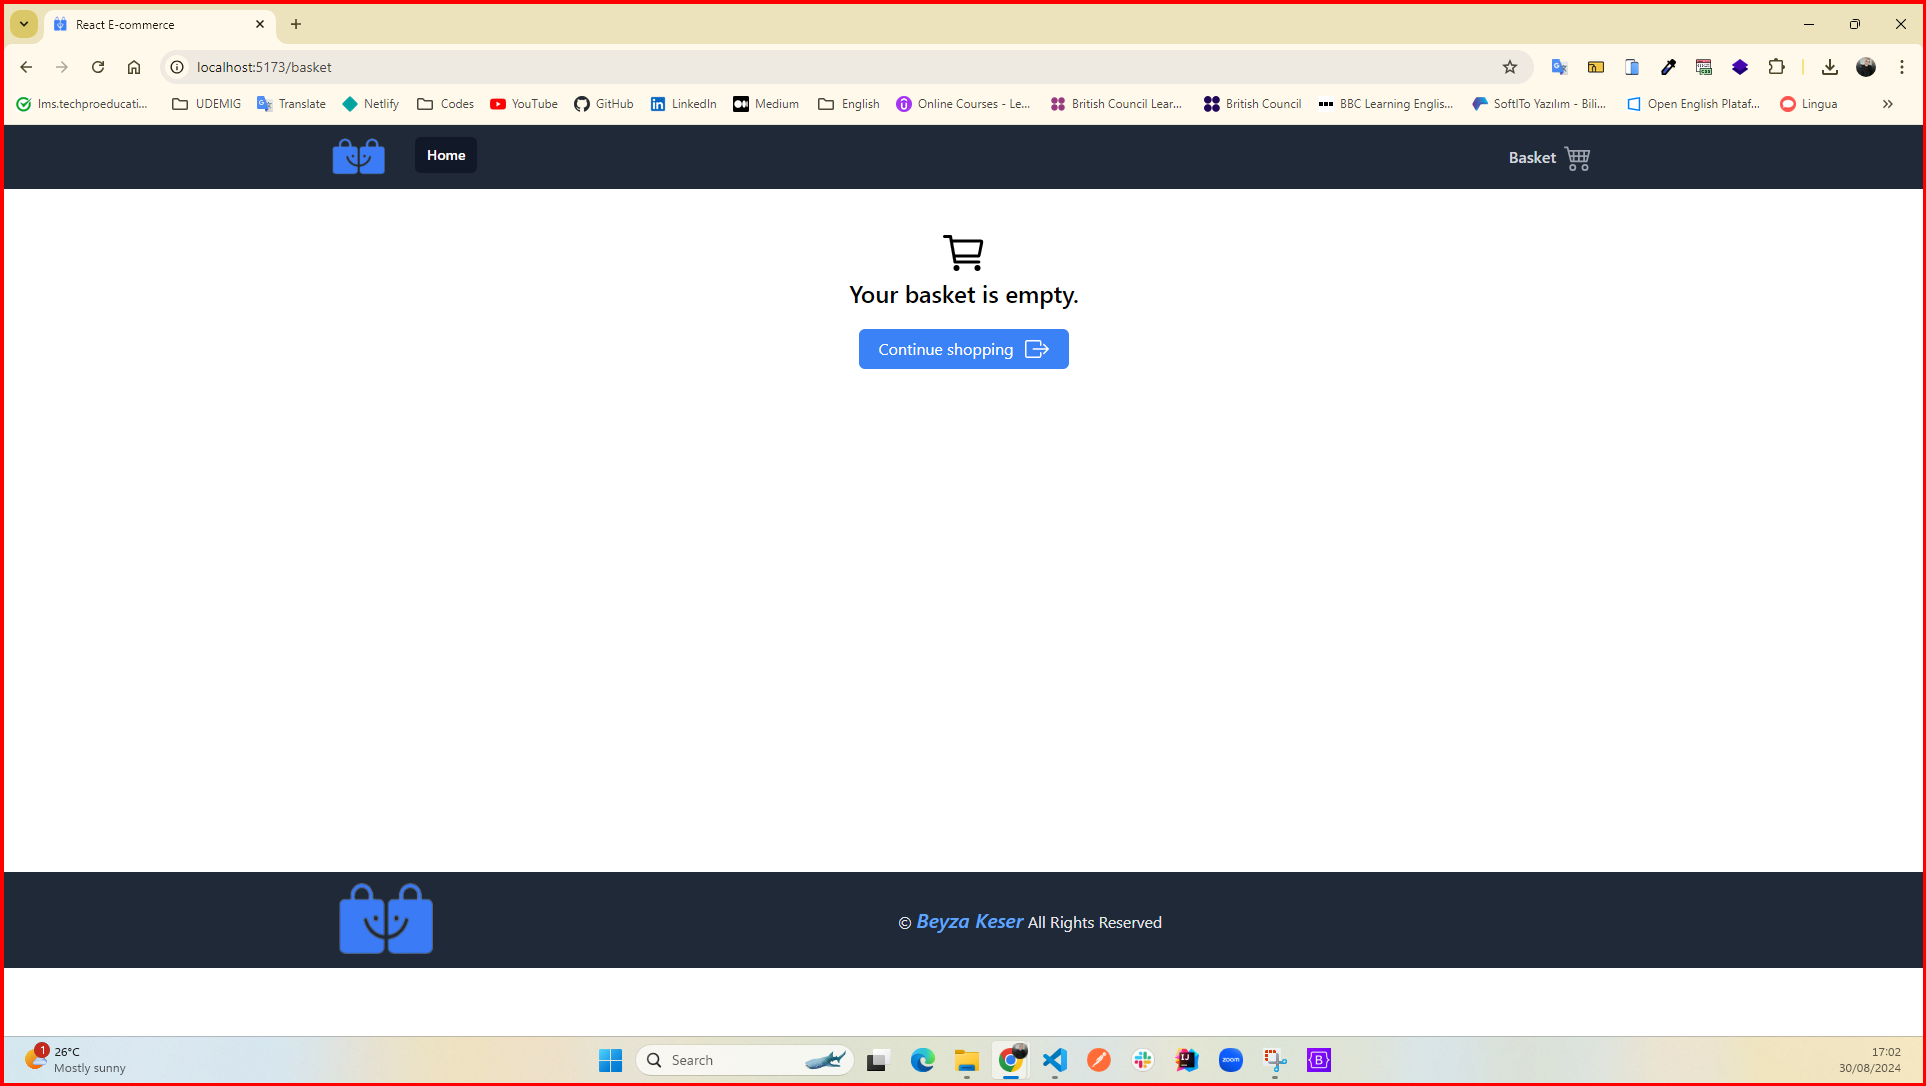 React E-commerce
localhost:5173/basket
lms.techproeducati...
UDEMIG
Translate
Netlify
Codes
YouTube
GitHub
LinkedIn
Medium
English
Online Courses - Le...
British Council Lear...
British Council
BBC Learning Englis...
SoftITo Yazılım - Bili...
Open English Plataf...
Lingua
Home
Basket
Your basket is empty.
Continue shopping
© Beyza Keser All Rights Reserved
1
26°C
Mostly sunny
Search
zoom
17:02
30/08/2024